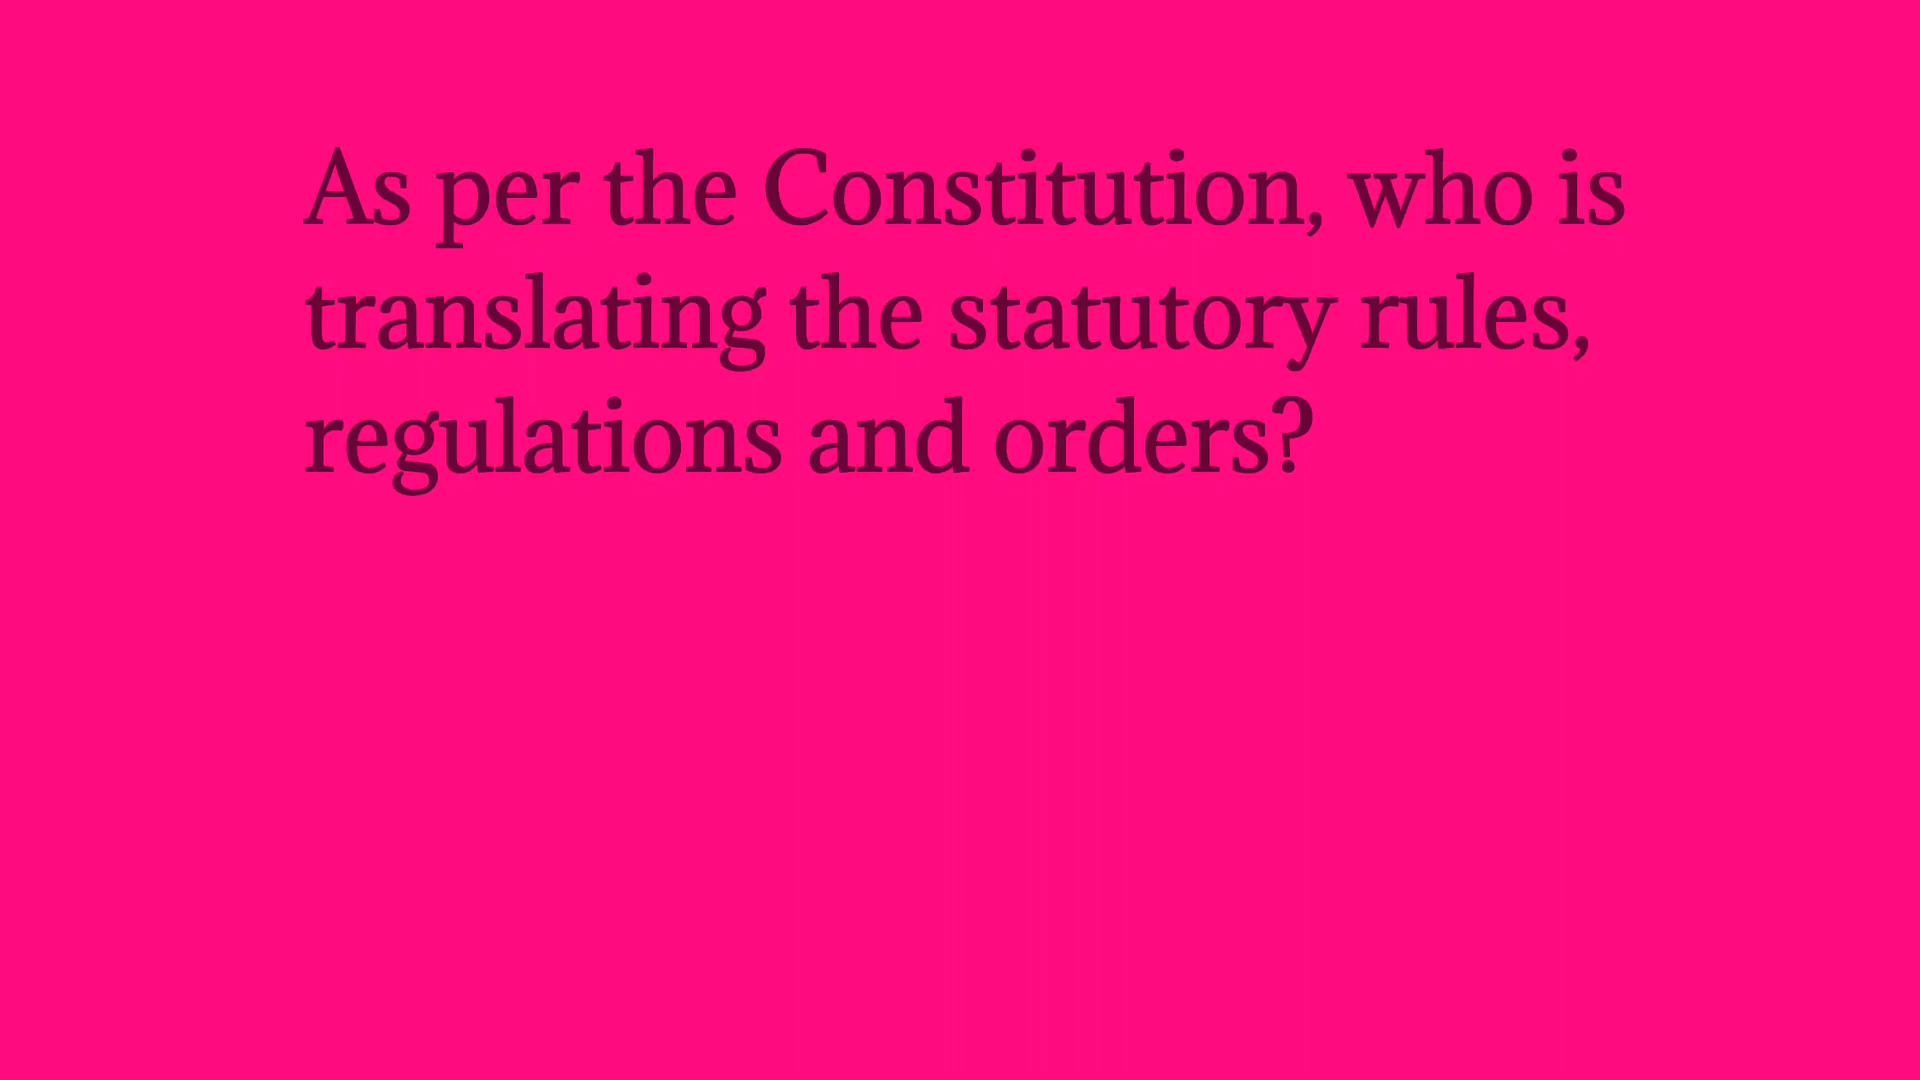 As per the Constitution, who is
translating the statutory rules,
regulations and orders?